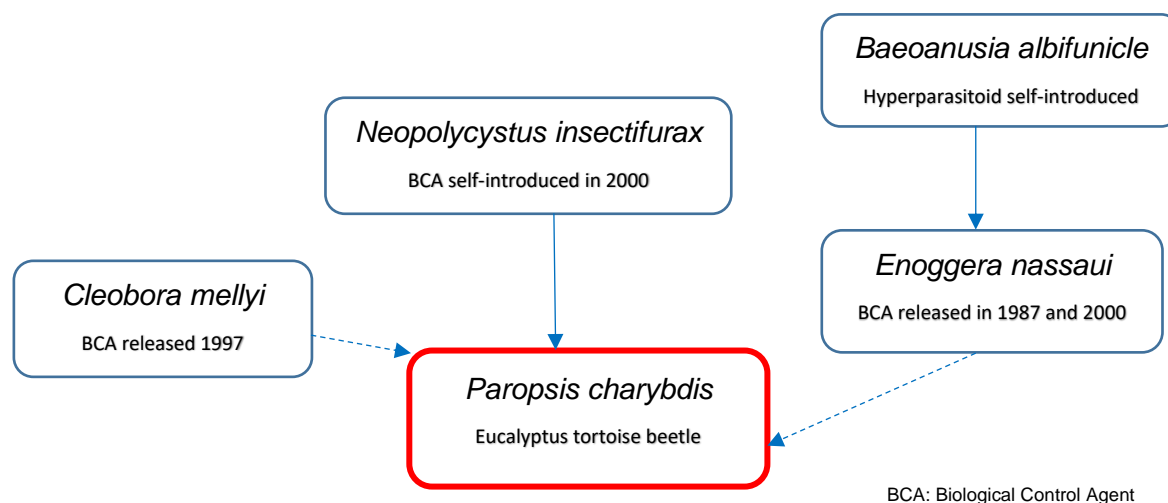 Baeoanusia albifunicle
Hyperparasitoid self-introduced
Neopolycystus insectifurax
BCA self-introduced in 2000
Enoggera nassaui
BCA released in 1987 and 2000
Cleobora mellyi
BCA released 1997
Paropsis charybdis
Eucalyptus tortoise beetle
BCA: Biological Control Agent